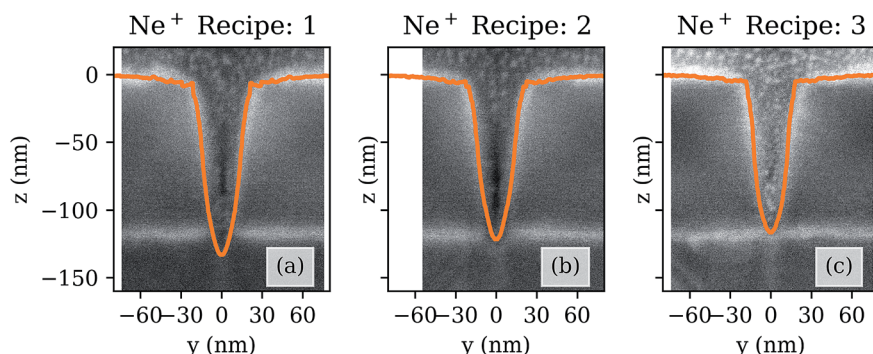 Ne⁺ Recipe: 1
Ne⁺ Recipe: 2
Ne⁺ Recipe: 3
z (nm)
0
−50
−100
−150
(a)
−60 −30 0 30 60
y (nm)
z (nm)
(b)
−60 −30 0 30 60
y (nm)
z (nm)
(c)
−60 −30 0 30 60
y (nm)